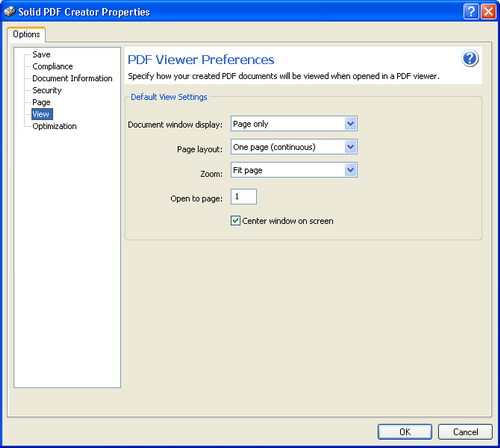 Solid PDF Creator Properties
Options
Save
Compliance
Document Information
Security
Page
View
Optimization
PDF Viewer Preferences
Specify how your created PDF documents will be viewed when opened in a PDF viewer.
Default View Settings
Document window display: Page only
Page layout: One page (continuous)
Zoom: Fit page
Open to page: 1
Center window on screen
OK Cancel